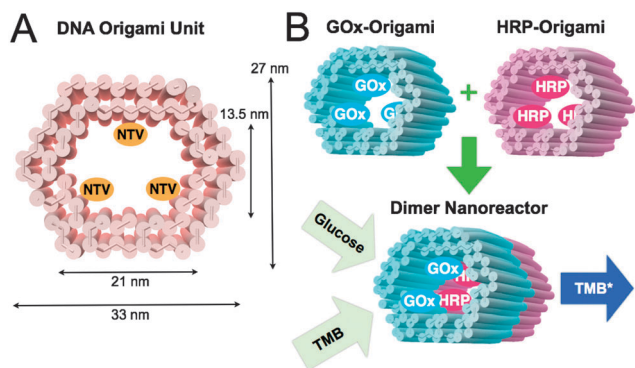 A
DNA Origami Unit
27 nm
13.5 nm
NTV
NTV
NTV
21 nm
33 nm
B
GOx-Origami
HRP-Origami
GOx
GOx
+
HRP
HRP
Dimer Nanoreactor
Glucose
GOx
GOx
HRP
TMB
TMB*